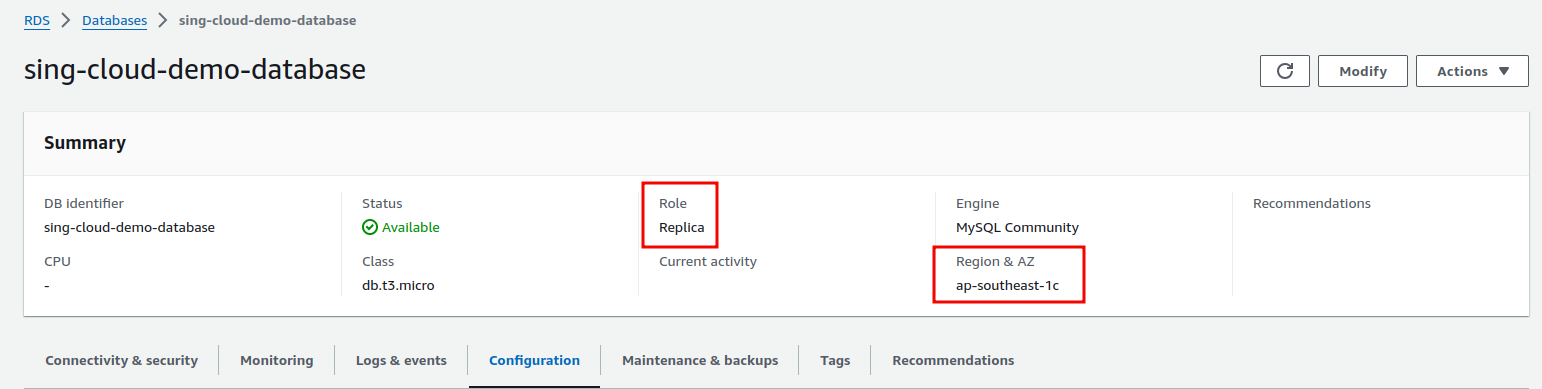 RDS > Databases > sing-cloud-demo-database
sing-cloud-demo-database
Modify
Actions
Summary
DB identifier
sing-cloud-demo-database
Status
Available
Role
Replica
Engine
MySQL Community
Recommendations
CPU
-
Class
db.t3.micro
Current activity
Region & AZ
ap-southeast-1c
Connectivity & security
Monitoring
Logs & events
Configuration
Maintenance & backups
Tags
Recommendations